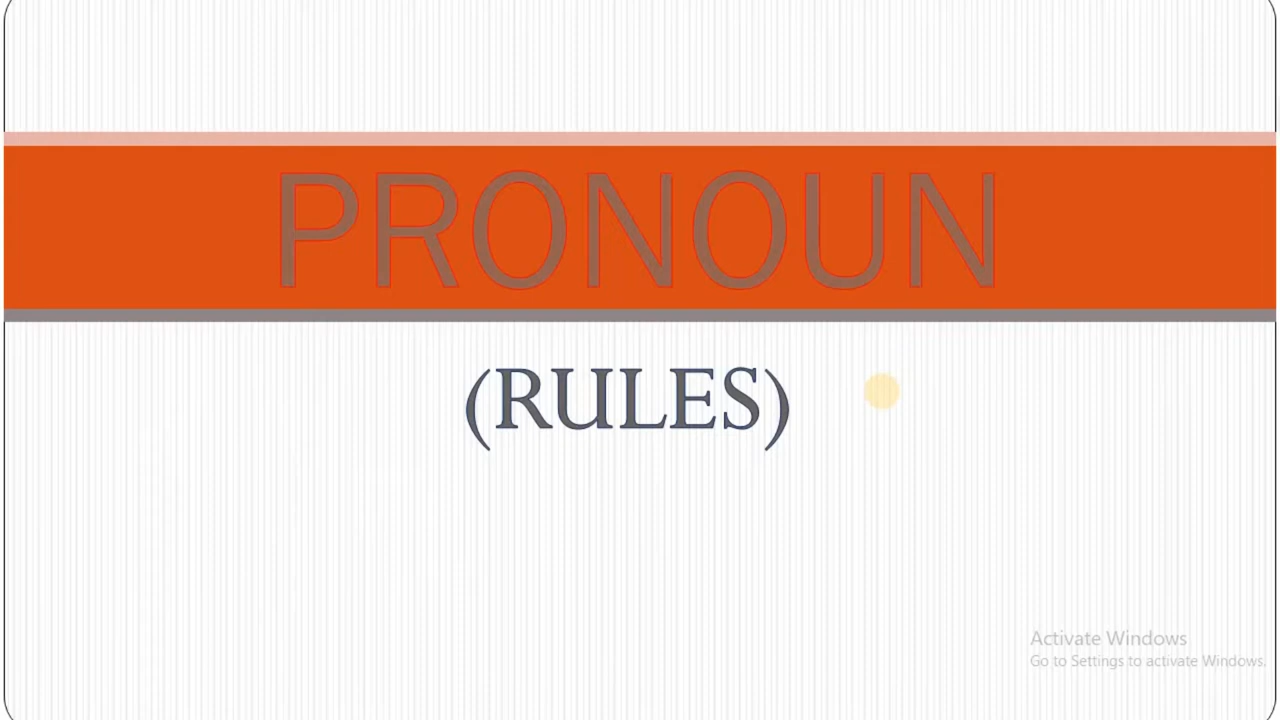 PRONOUN
(RULES)
Activate Windows
Go to Settings to activate Windows.